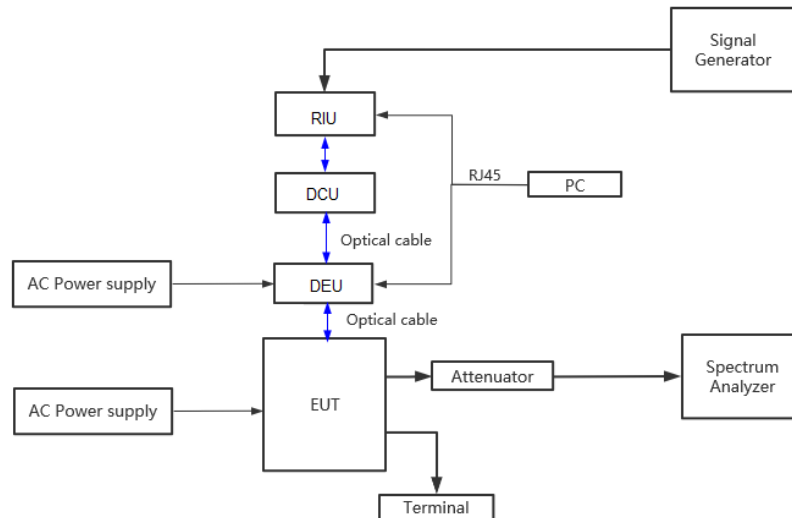 Signal
Generator
RIU
RJ45
PC
DCU
Optical cable
AC Power supply
DEU
Optical cable
AC Power supply
EUT
Attenuator
Spectrum
Analyzer
Terminal